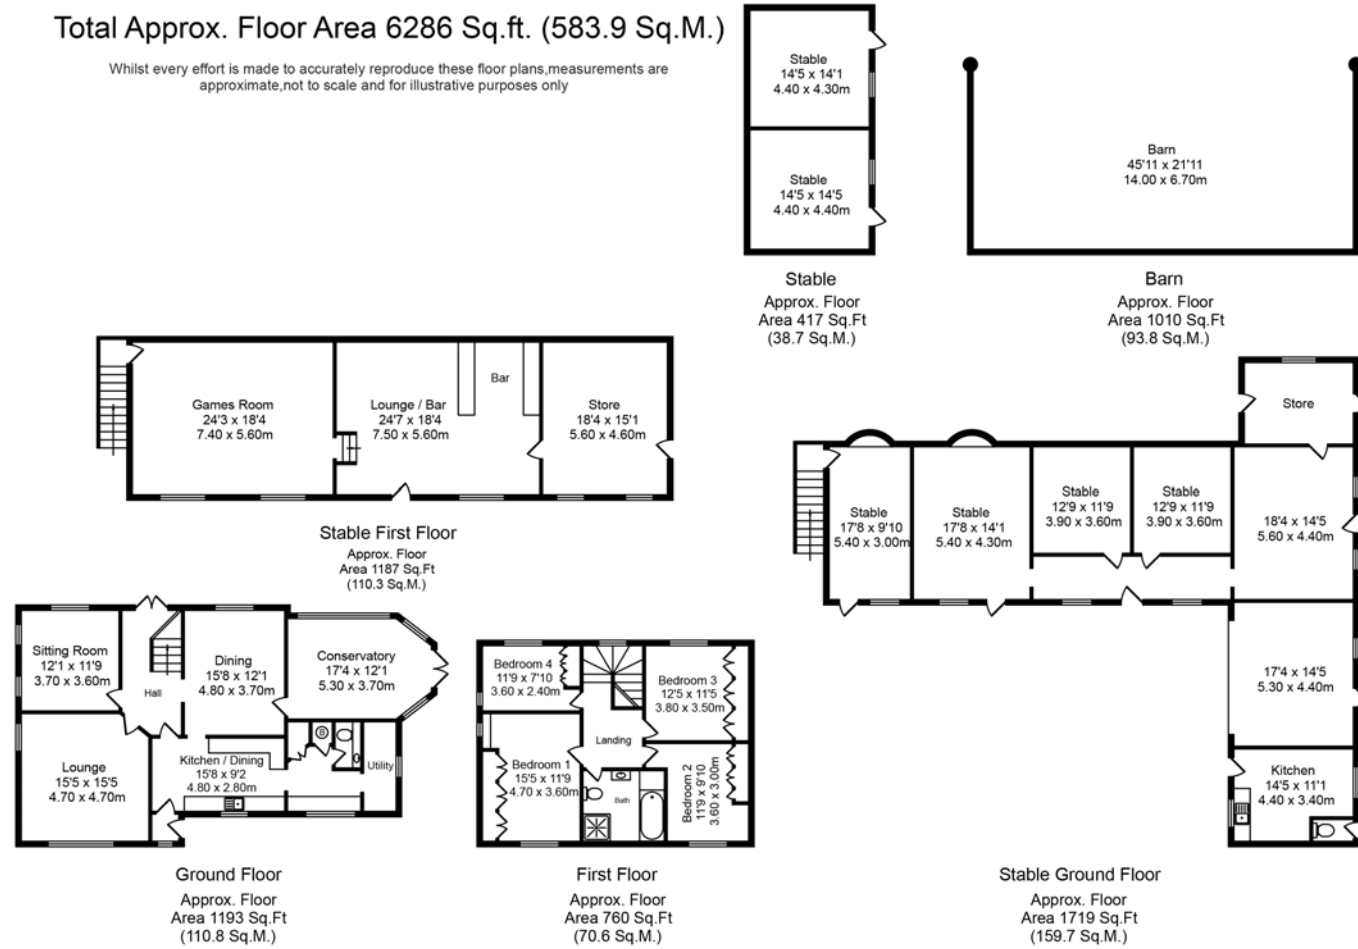 Total Approx. Floor Area 6286 Sq.ft. (583.9 Sq.M.)
Whilst every effort is made to accurately reproduce these floor plans,measurements are
approximate,not to scale and for illustrative purposes only
Stable
14'5 x 14'1
4.40 x 4.30m
Stable
14'5 x 14'5
4.40 x 4.40m
Stable
Approx. Floor
Area 417 Sq.Ft
(38.7 Sq.M.)
Barn
45'11 x 21'11
14.00 x 6.70m
Barn
Approx. Floor
Area 1010 Sq.Ft
(93.8 Sq.M.)
Games Room
24'3 x 18'4
7.40 x 5.60m
Lounge / Bar
24'7 x 18'4
7.50 x 5.60m
Bar
Store
18'4 x 15'1
5.60 x 4.60m
Stable First Floor
Approx. Floor
Area 1187 Sq.Ft
(110.3 Sq.M.)
Store
Stable
17'8 x 9'10
5.40 x 3.00m
Stable
17'8 x 14'1
5.40 x 4.30m
Stable
12'9 x 11'9
3.90 x 3.60m
Stable
12'9 x 11'9
3.90 x 3.60m
18'4 x 14'5
5.60 x 4.40m
17'4 x 14'5
5.30 x 4.40m
Kitchen
14'5 x 11'1
4.40 x 3.40m
Stable Ground Floor
Approx. Floor
Area 1719 Sq.Ft
(159.7 Sq.M.)
Sitting Room
12'1 x 11'9
3.70 x 3.60m
Hall
Dining
15'8 x 12'1
4.80 x 3.70m
Conservatory
17'4 x 12'1
5.30 x 3.70m
Lounge
15'5 x 15'5
4.70 x 4.70m
Kitchen / Dining
15'8 x 9'2
4.80 x 2.80m
B
Utility
Ground Floor
Approx. Floor
Area 1193 Sq.Ft
(110.8 Sq.M.)
Bedroom 4
11'9 x 7'10
3.60 x 2.40m
Bedroom 3
12'5 x 11'5
3.80 x 3.50m
Landing
Bedroom 1
15'5 x 11'9
4.70 x 3.60m
Bath
Bedroom 2
11'9 x 9'10
3.60 x 3.00m
First Floor
Approx. Floor
Area 760 Sq.Ft
(70.6 Sq.M.)